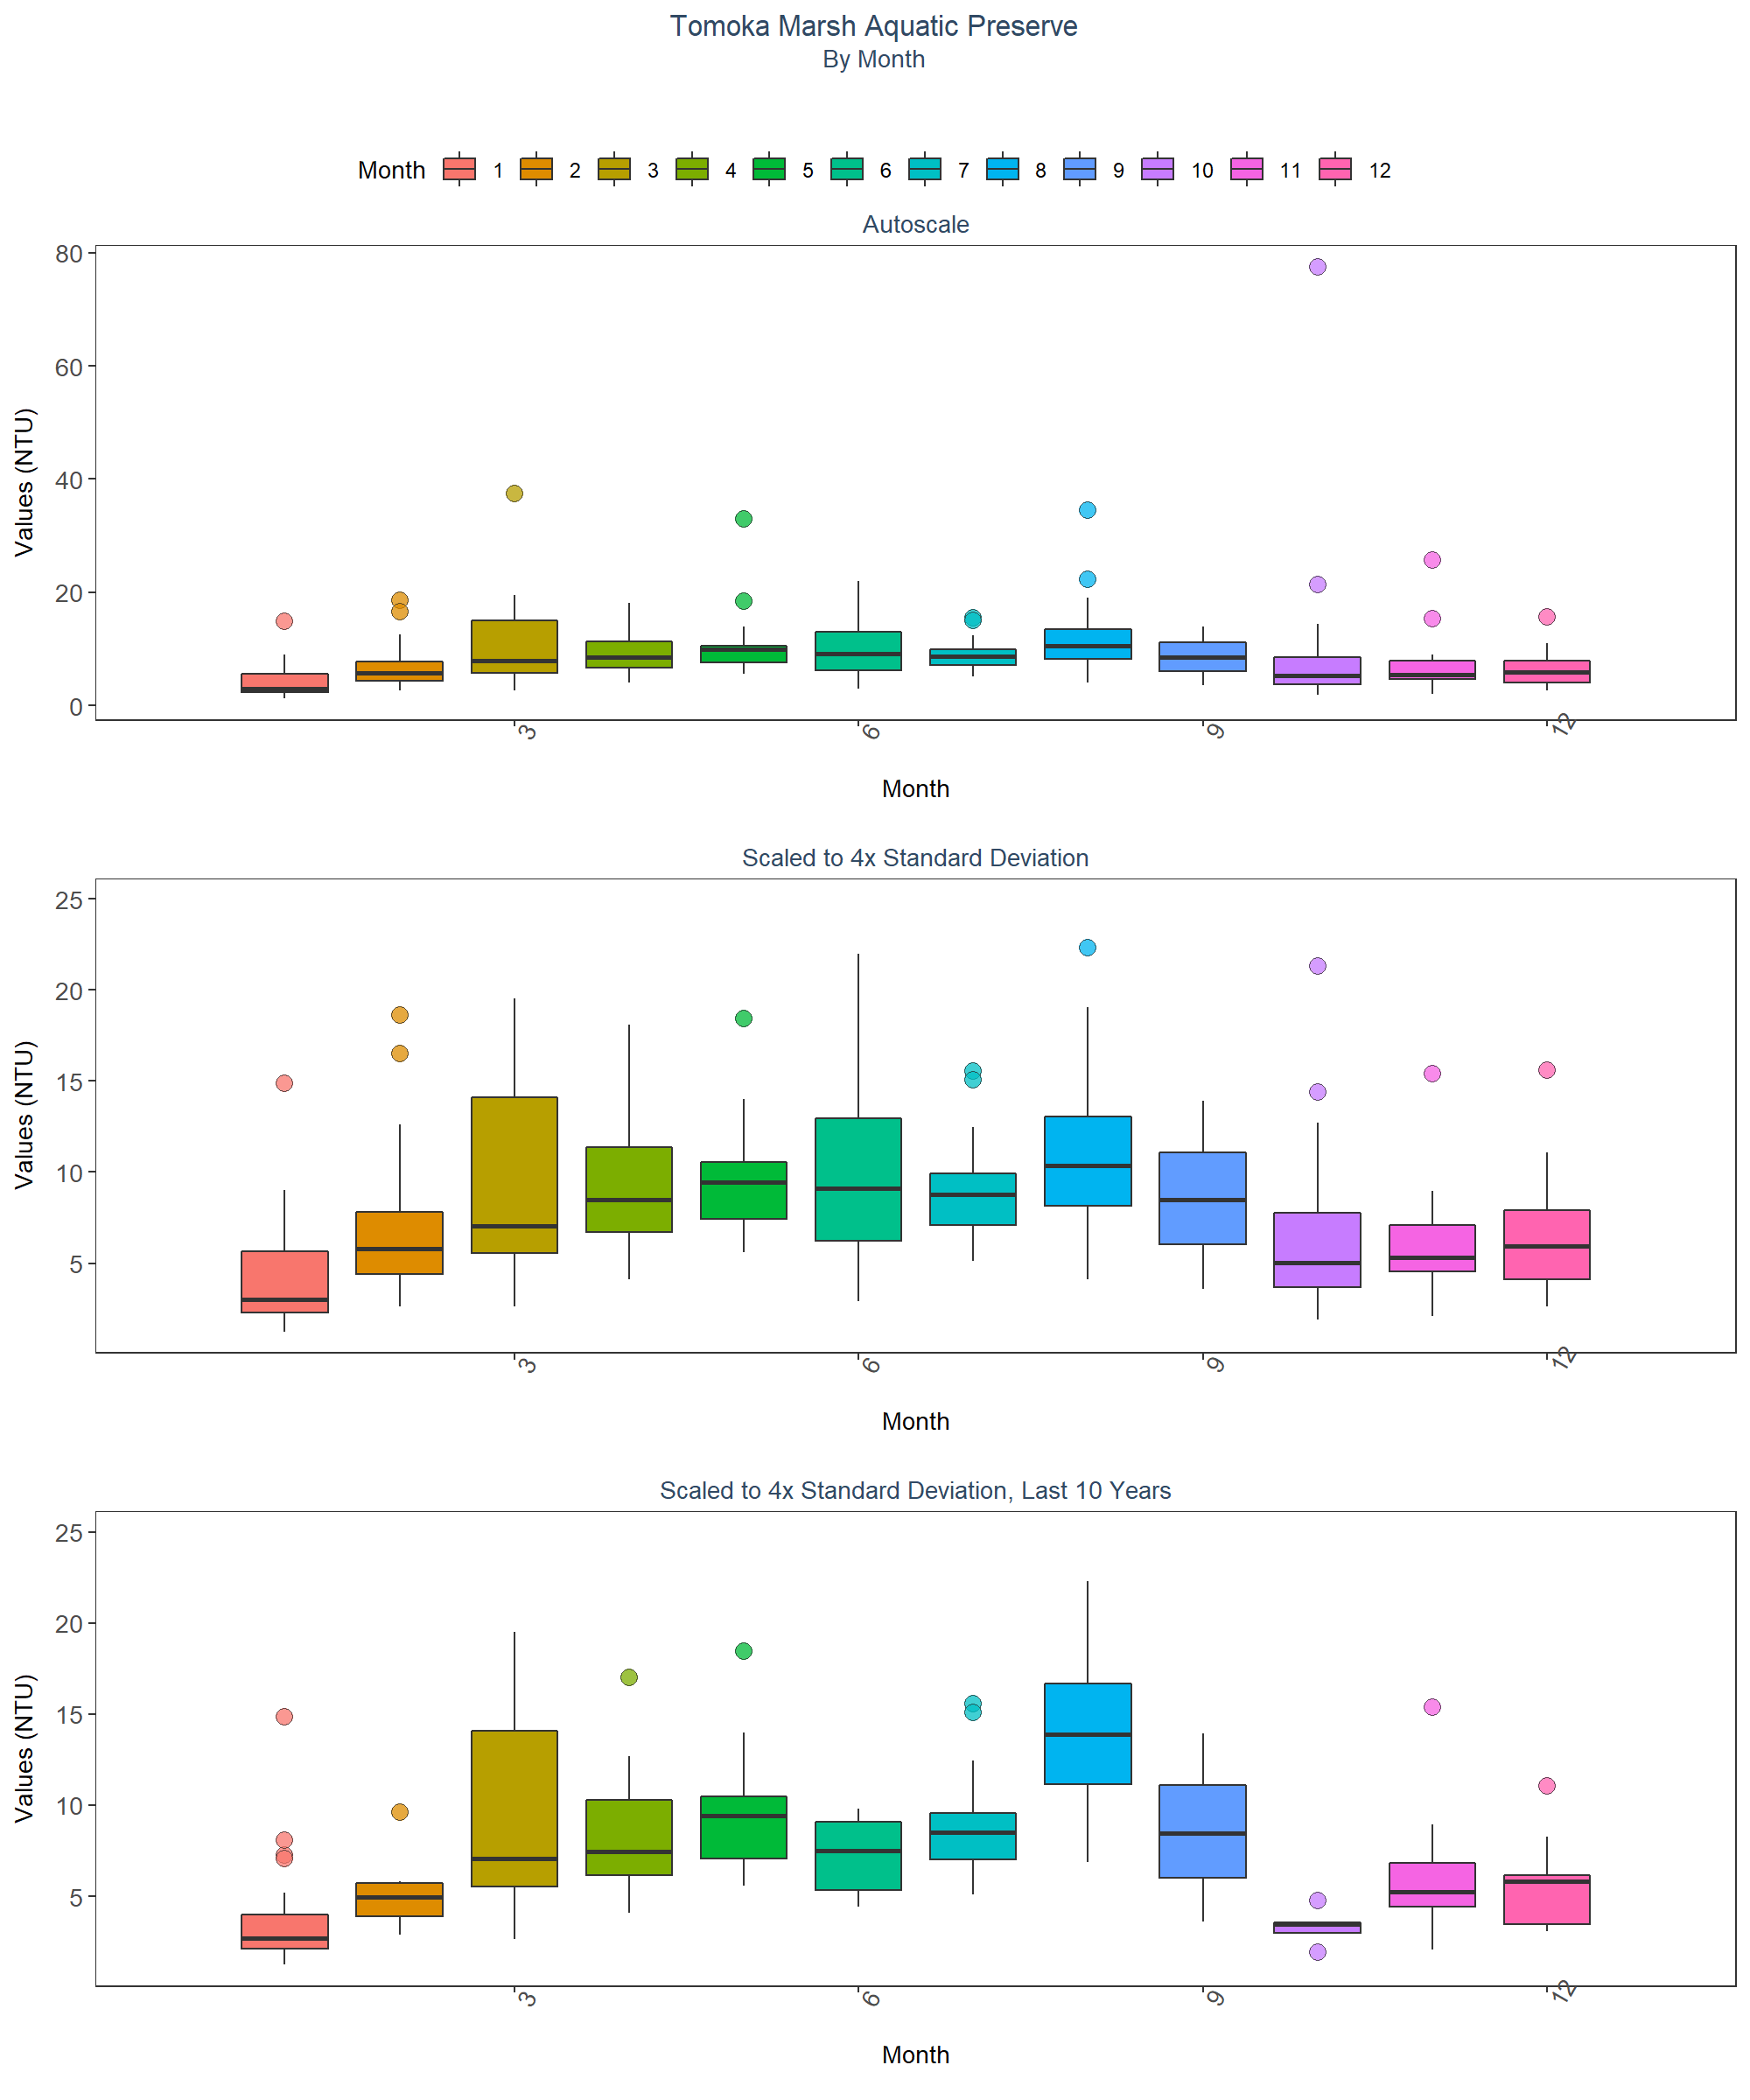 Tomoka Marsh Aquatic Preserve
By Month
Month 1 2 3 4 5 6 7 8 9 10 11 12
Autoscale
80
60
40
20
0
Values (NTU)
3 6 9 12
Month
Scaled to 4x Standard Deviation
25
20
15
10
5
Values (NTU)
3 6 9 12
Month
Scaled to 4x Standard Deviation, Last 10 Years
25
20
15
10
5
Values (NTU)
3 6 9 12
Month